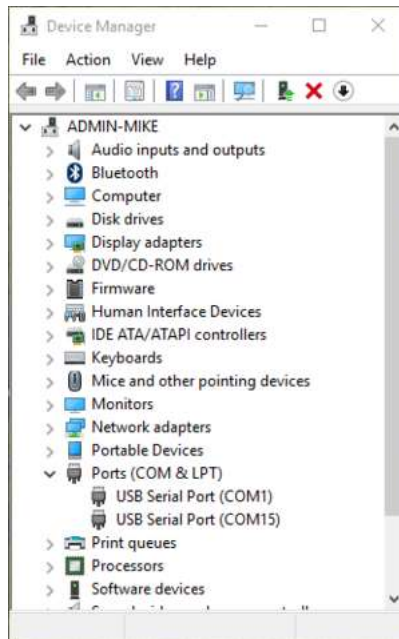 Device Manager
File Action View Help
ADMIN-MIKE
Audio inputs and outputs
Bluetooth
Computer
Disk drives
Display adapters
DVD/CD-ROM drives
Firmware
Human Interface Devices
IDE ATA/ATAPI controllers
Keyboards
Mice and other pointing devices
Monitors
Network adapters
Portable Devices
Ports (COM & LPT)
USB Serial Port (COM1)
USB Serial Port (COM15)
Print queues
Processors
Software devices